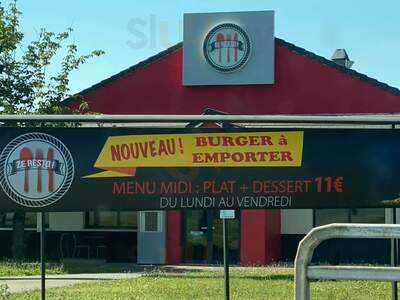 ZE RESTO !
NOUVEAU ! BURGER à
EMPORTER
MENU MIDI : PLAT + DESSERT 11€
DU LUNDI AU VENDREDI